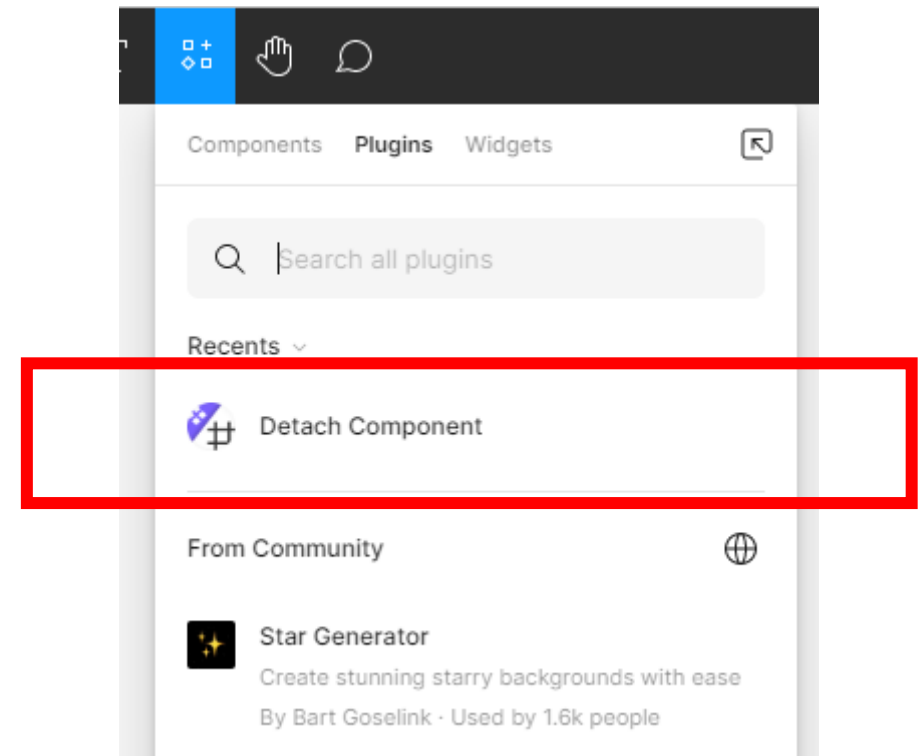 Components Plugins Widgets
Search all plugins
Recents
Detach Component
From Community
Star Generator
Create stunning starry backgrounds with ease
By Bart Goselink · Used by 1.6k people